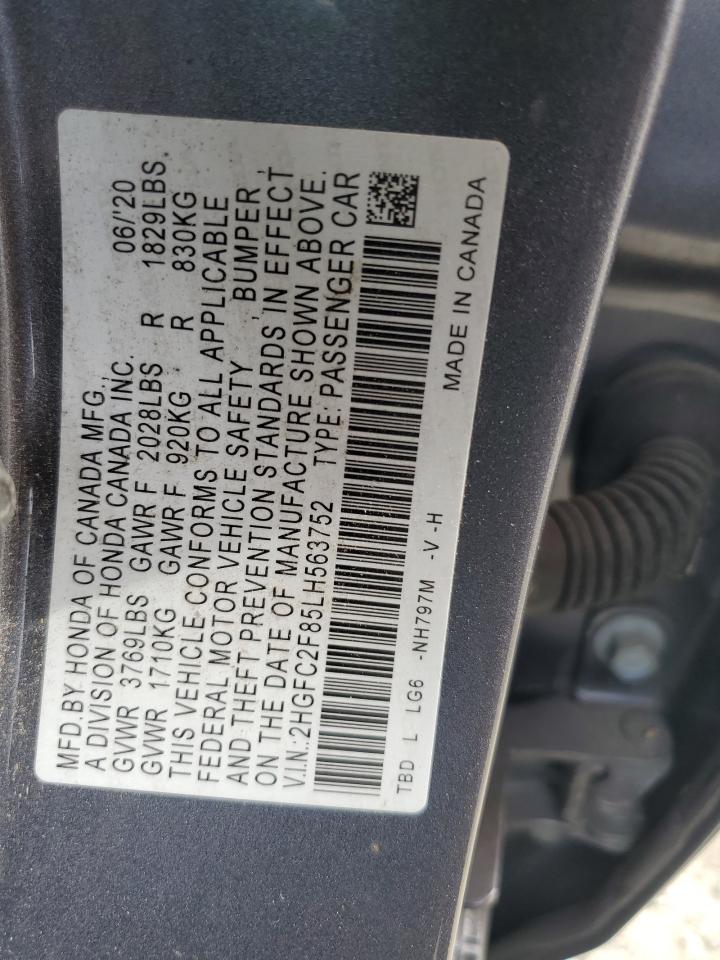 MFD.BY HONDA OF CANADA MFG., 06/'20
A DIVISION OF HONDA CANADA INC.
GVWR 3769LBS GAWR F 2028LBS R 1829LBS.
GVWR 1710KG GAWR F 920KG R 830KG
THIS VEHICLE CONFORMS TO ALL APPLICABLE
FEDERAL MOTOR VEHICLE SAFETY , BUMPER ,
AND THEFT PREVENTION STANDARDS IN EFFECT
ON THE DATE OF MANUFACTURE SHOWN ABOVE.
V.I.N.:2HGFC2F85LH563752 TYPE: PASSENGER CAR
TBD L LG6 -NH797M -V -H MADE IN CANADA